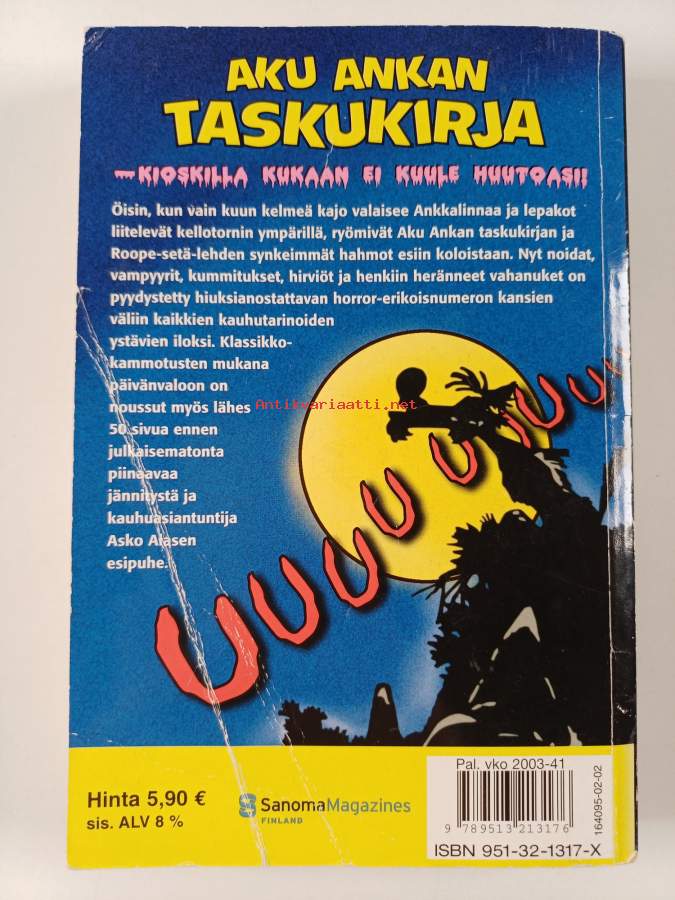 AKU ANKAN
TASKUKIRJA
—KIOSKILLA KUKAAN EI KUULE HUUTOASI!
Öisin, kun vain kuun kelmeä kajo valaisee Ankkalinnaa ja lepakot
liitelevät kellotornin ympärillä, ryömivät Aku Ankan taskukirjan ja
Roope-setä-lehden synkeimmät hahmot esiin koloistaan. Nyt noidat,
vampyyrit, kummitukset, hirviöt ja henkiin heränneet vahanuket on
pyydystetty hiuksianostattavan horror-erikoisnumeron kansien
väliin kaikkien kauhutarinoiden
ystävien iloksi. Klassikko-
kammotusten mukana
päivänvaloon on
noussut myös lähes
50 sivua ennen
julkaisematonta
piinaavaa
jännitystä ja
kauhuasiantuntija
Asko Alasen
esipuhe.
Antikvariaatti.net
UUUUUUUUUU
Hinta 5,90 €
sis. ALV 8 %
SanomaMagazines
FINLAND
Pal. vko 2003-41
9 789513 213176
ISBN 951-32-1317-X
164095-02-02